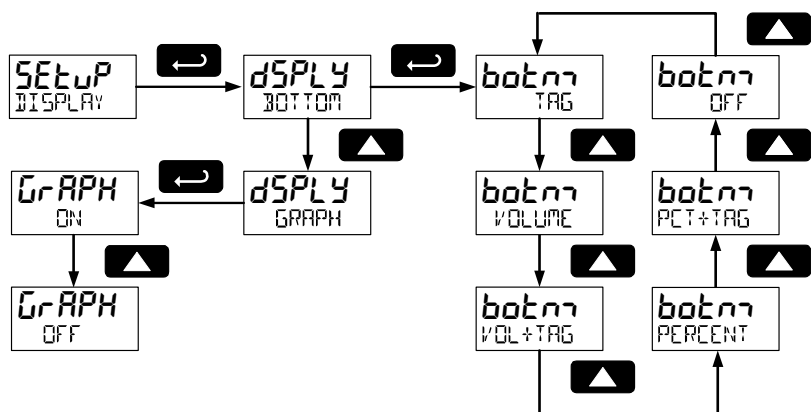 SEtuP
DISPLAY
dSPLY
BOTTOM
botm
TAG
botm
OFF
GrAPH
ON
dSPLY
GRAPH
botm
VOLUME
botm
PCT+TAG
GrAPH
OFF
botm
VOL+TAG
botm
PERCENT